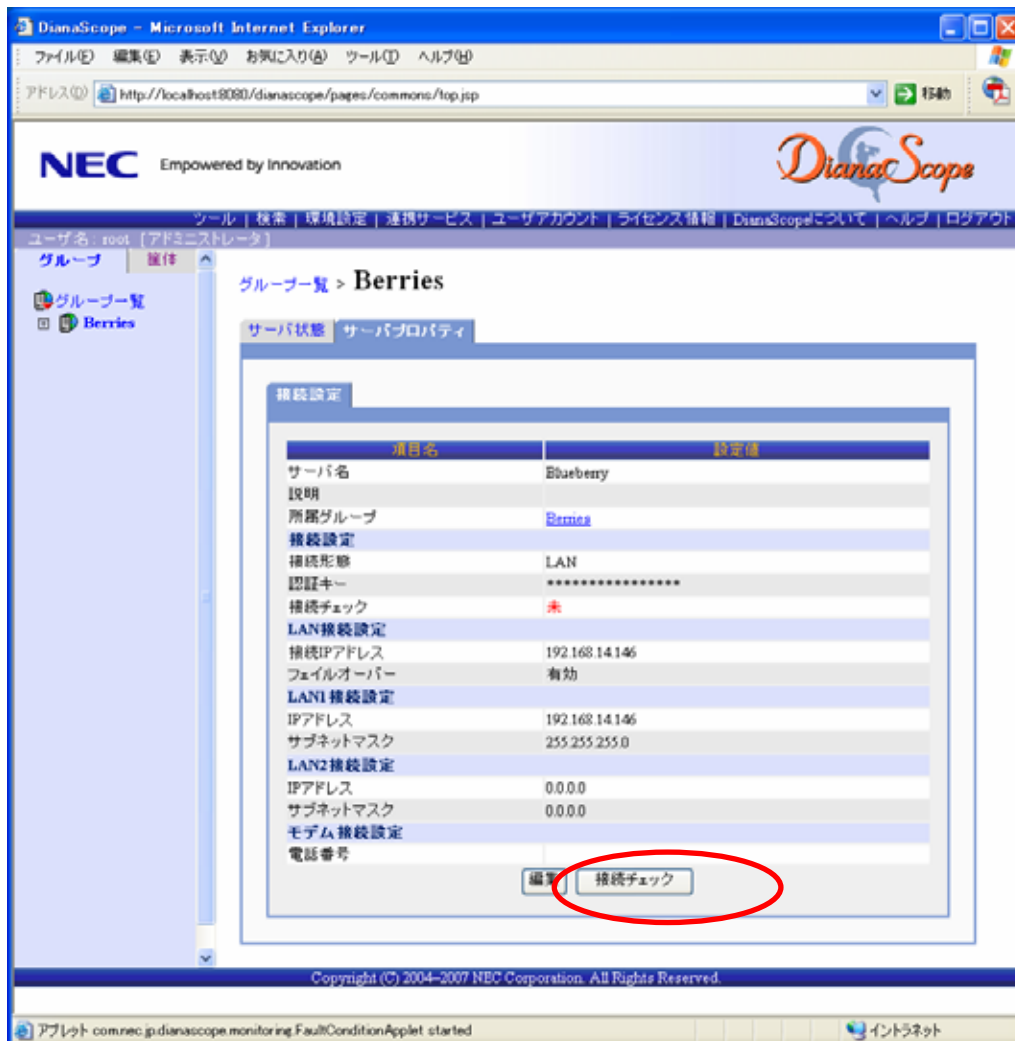 DianaScope - Microsoft Internet Explorer
ファイル(F) 編集(E) 表示(V) お気に入り(A) ツール(T) ヘルプ(H)
アドレス(D) http://localhost:8080/dianascope/pages/commons/top.jsp 移動
NEC Empowered by Innovation DianaScope
ツール | 検索 | 環境設定 | 連携サービス | ユーザアカウント | ライセンス情報 | DianaScopeについて | ヘルプ | ログアウト
ユーザ名 : root [アドミニストレータ]
グループ 筐体
グループ一覧 > Berries
グループ一覧
Berries
サーバ状態 サーバプロパティ
接続設定
項目名 設定値
サーバ名 Blueberry
説明
所属グループ Berries
接続設定
接続形態 LAN
認証キー ****************
接続チェック 未
LAN接続設定
接続IPアドレス 192.168.14.146
フェイルオーバー 有効
LAN1接続設定
IPアドレス 192.168.14.146
サブネットマスク 255.255.255.0
LAN2接続設定
IPアドレス 0.0.0.0
サブネットマスク 0.0.0.0
モデム接続設定
電話番号
編集 接続チェック
Copyright (C) 2004-2007 NEC Corporation. All Rights Reserved.
アプレット com.nec.jp.dianascope.monitoring.FaultConditionApplet started イントラネット